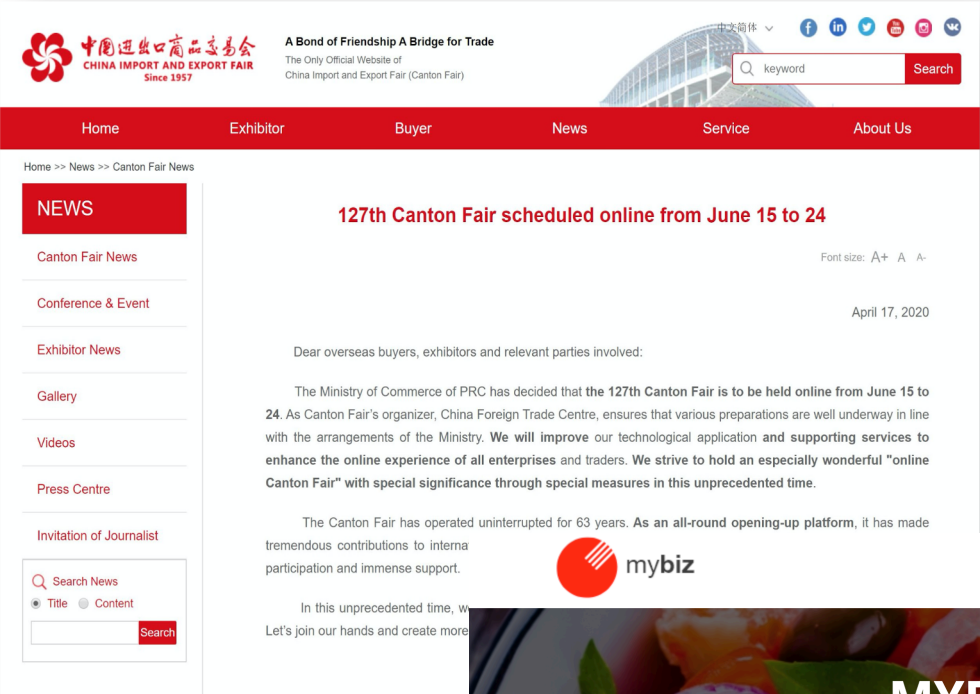 中国进出口商品交易会
CHINA IMPORT AND EXPORT FAIR
Since 1957
A Bond of Friendship A Bridge for Trade
The Only Official Website of
China Import and Export Fair (Canton Fair)
中文简体
keyword
Search
Home
Exhibitor
Buyer
News
Service
About Us
Home >> News >> Canton Fair News
NEWS
Canton Fair News
Conference & Event
Exhibitor News
Gallery
Videos
Press Centre
Invitation of Journalist
Search News
Title Content
Search
127th Canton Fair scheduled online from June 15 to 24
Font size: A+ A A-
April 17, 2020
Dear overseas buyers, exhibitors and relevant parties involved:
The Ministry of Commerce of PRC has decided that the 127th Canton Fair is to be held online from June 15 to
24. As Canton Fair's organizer, China Foreign Trade Centre, ensures that various preparations are well underway in line
with the arrangements of the Ministry. We will improve our technological application and supporting services to
enhance the online experience of all enterprises and traders. We strive to hold an especially wonderful "online
Canton Fair" with special significance through special measures in this unprecedented time.
The Canton Fair has operated uninterrupted for 63 years. As an all-round opening-up platform, it has made
tremendous contributions to interna
participation and immense support.
In this unprecedented time, w
Let's join our hands and create more
mybiz